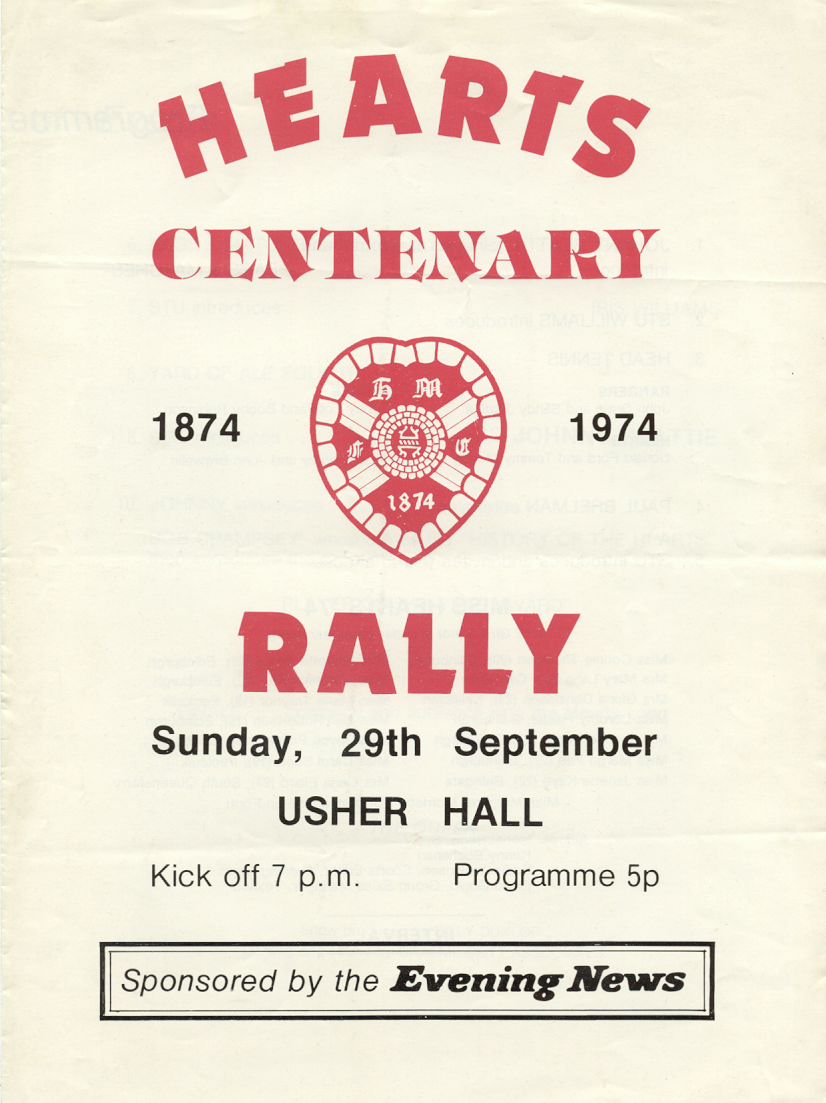 HEARTS
CENTENARY
H M
1874 1974
F C
1874
RALLY
Sunday, 29th September
USHER HALL
Kick off 7 p.m. Programme 5p
Sponsored by the Evening News